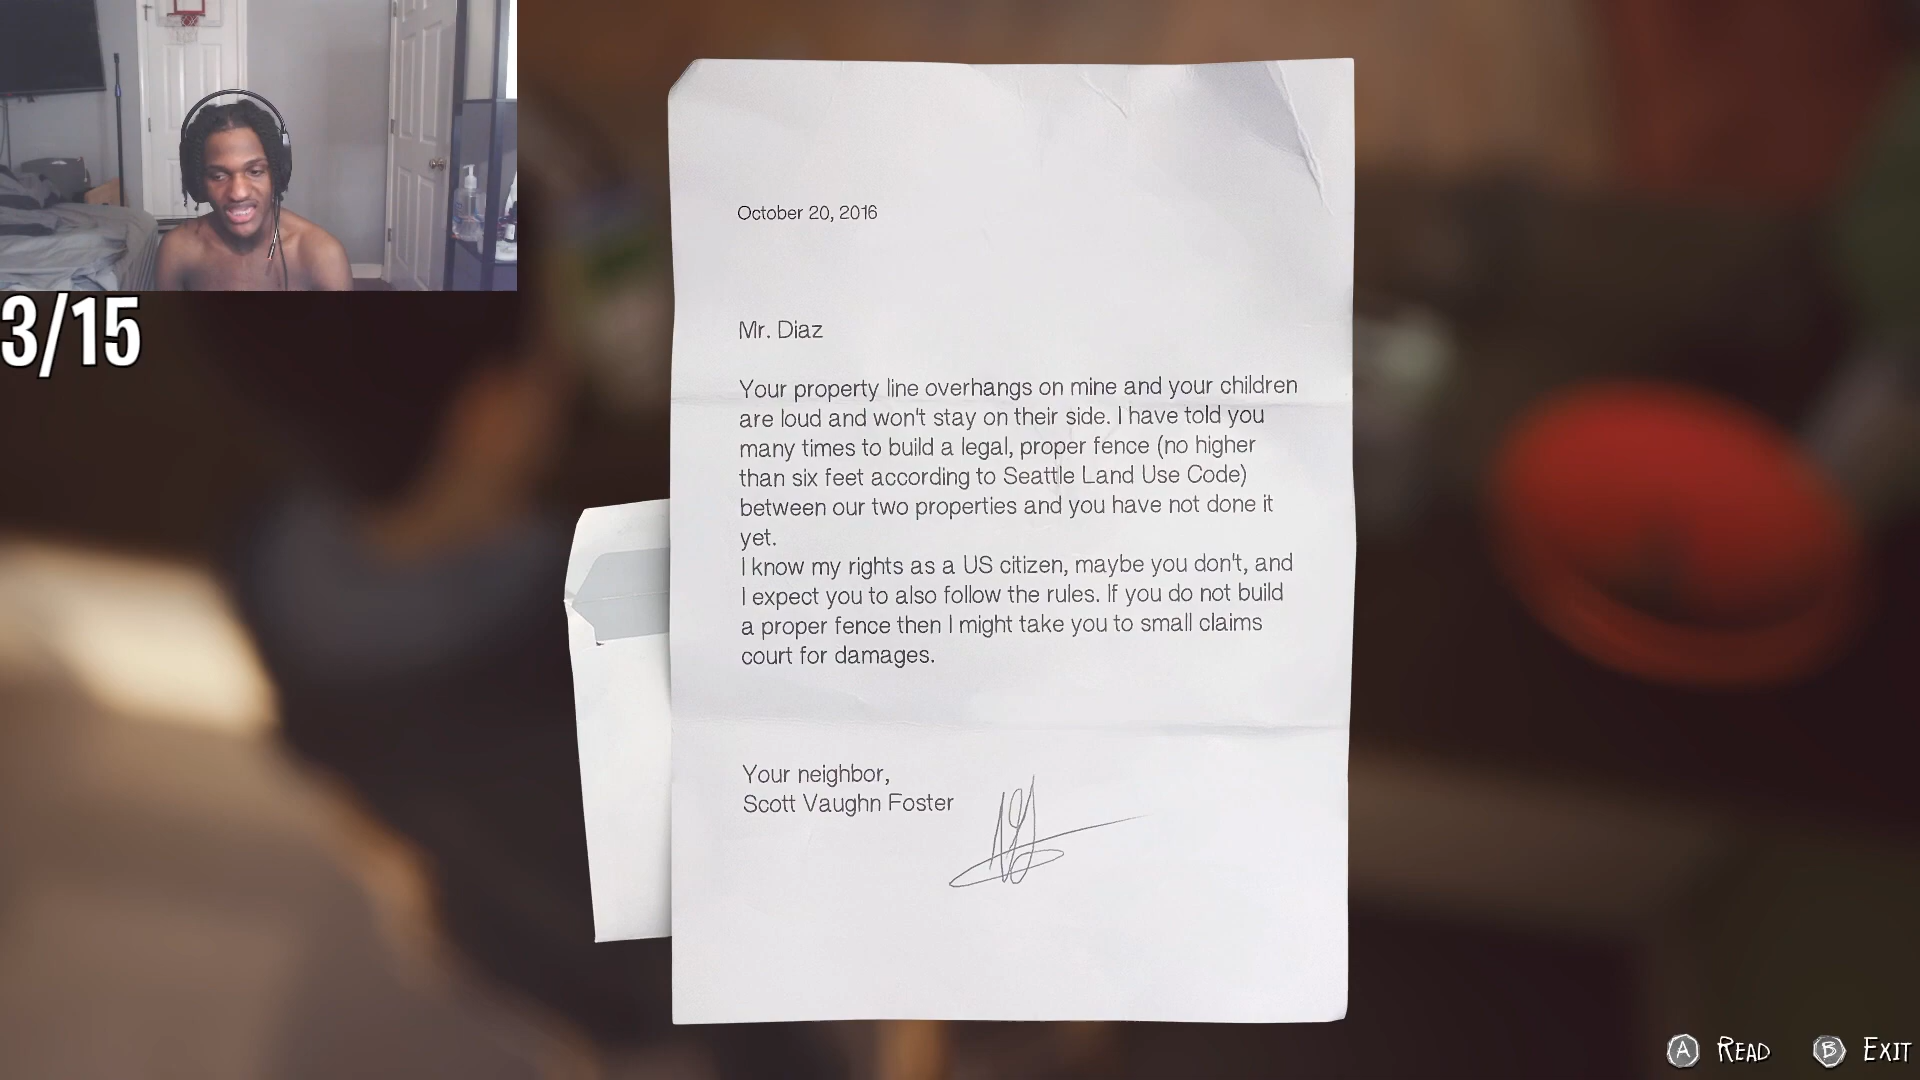 3/15
October 20, 2016
Mr. Diaz
Your property line overhangs on mine and your children
are loud and won't stay on their side. I have told you
many times to build a legal, proper fence (no higher
than six feet according to Seattle Land Use Code)
between our two properties and you have not done it
yet.
I know my rights as a US citizen, maybe you don't, and
I expect you to also follow the rules. If you do not build
a proper fence then I might take you to small claims
court for damages.
Your neighbor,
Scott Vaughn Foster
A READ B EXIT